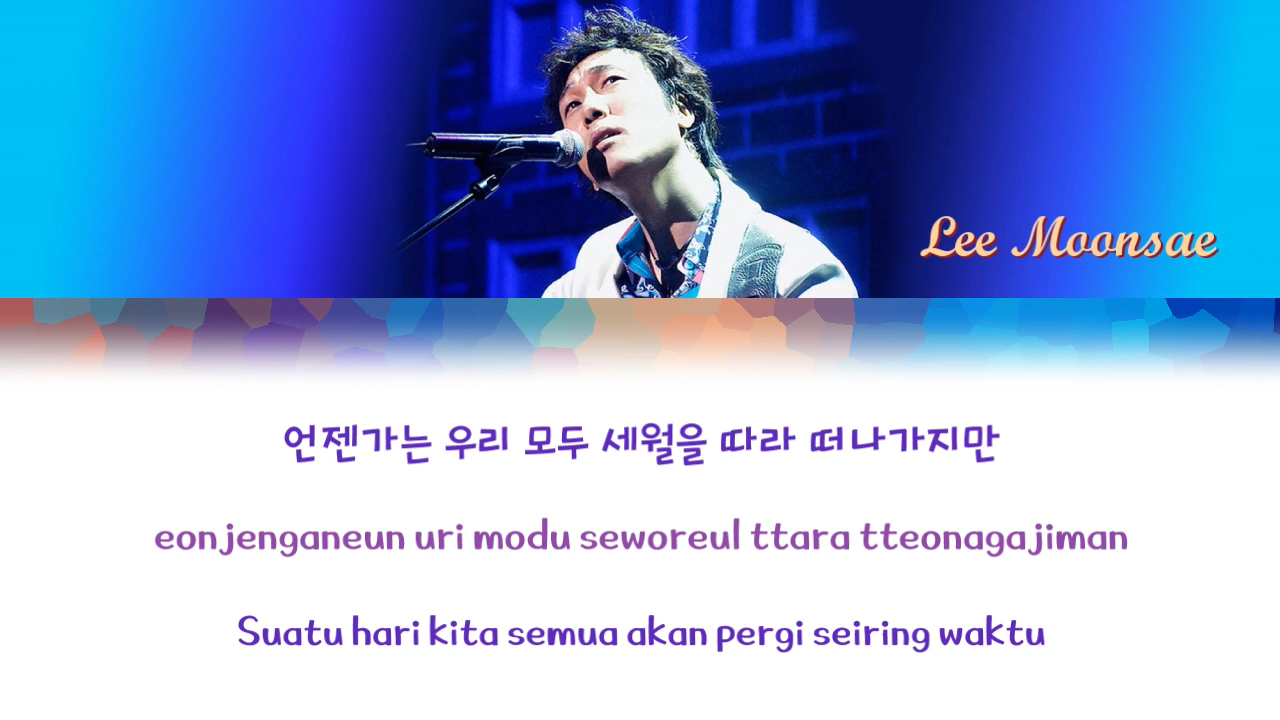 Lee Moonsae
언젠가는 우리 모두 세월을 따라 떠나가지만
eonjenganeun uri modu seworeul ttara tteonagajiman
Suatu hari kita semua akan pergi seiring waktu